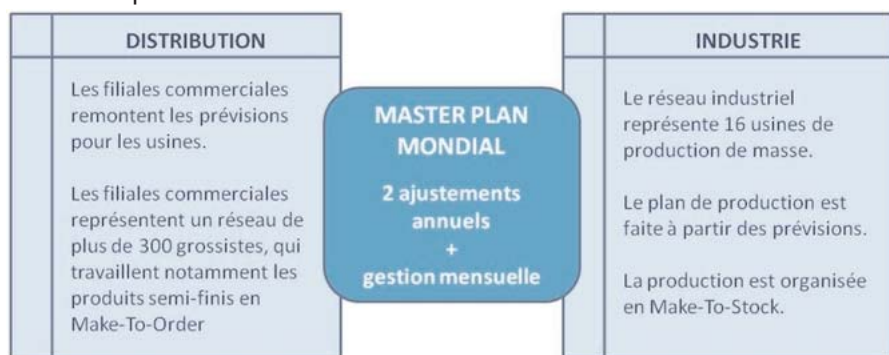 DISTRIBUTION
Les filiales commerciales
remontent les prévisions
pour les usines.
Les filiales commerciales
représentent un réseau de
plus de 300 grossistes, qui
travaillent notamment les
produits semi-finis en
Make-To-Order
MASTER PLAN
MONDIAL
2 ajustements
annuels
+
gestion mensuelle
INDUSTRIE
Le réseau industriel
représente 16 usines de
production de masse.
Le plan de production est
faite à partir des prévisions.
La production est organisée
en Make-To-Stock.